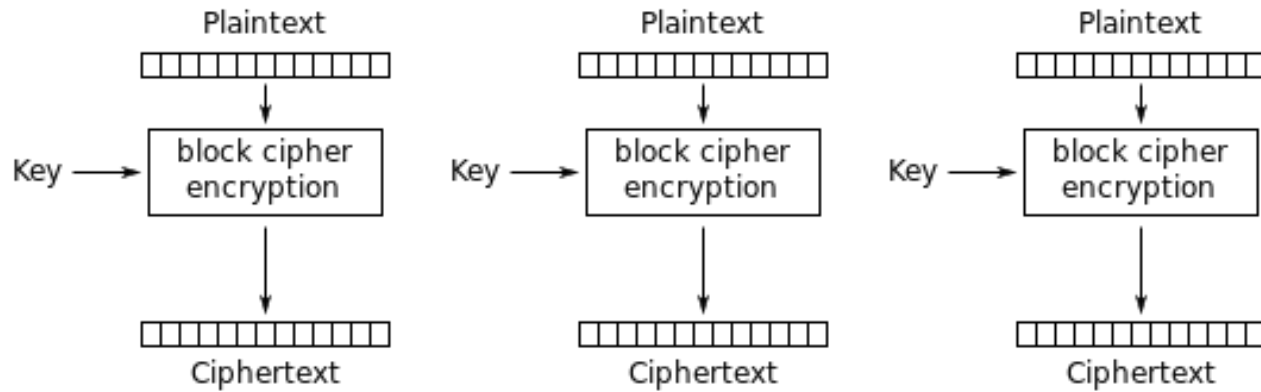 Plaintext Plaintext Plaintext
Key block cipher encryption Key block cipher encryption Key block cipher encryption
Ciphertext Ciphertext Ciphertext